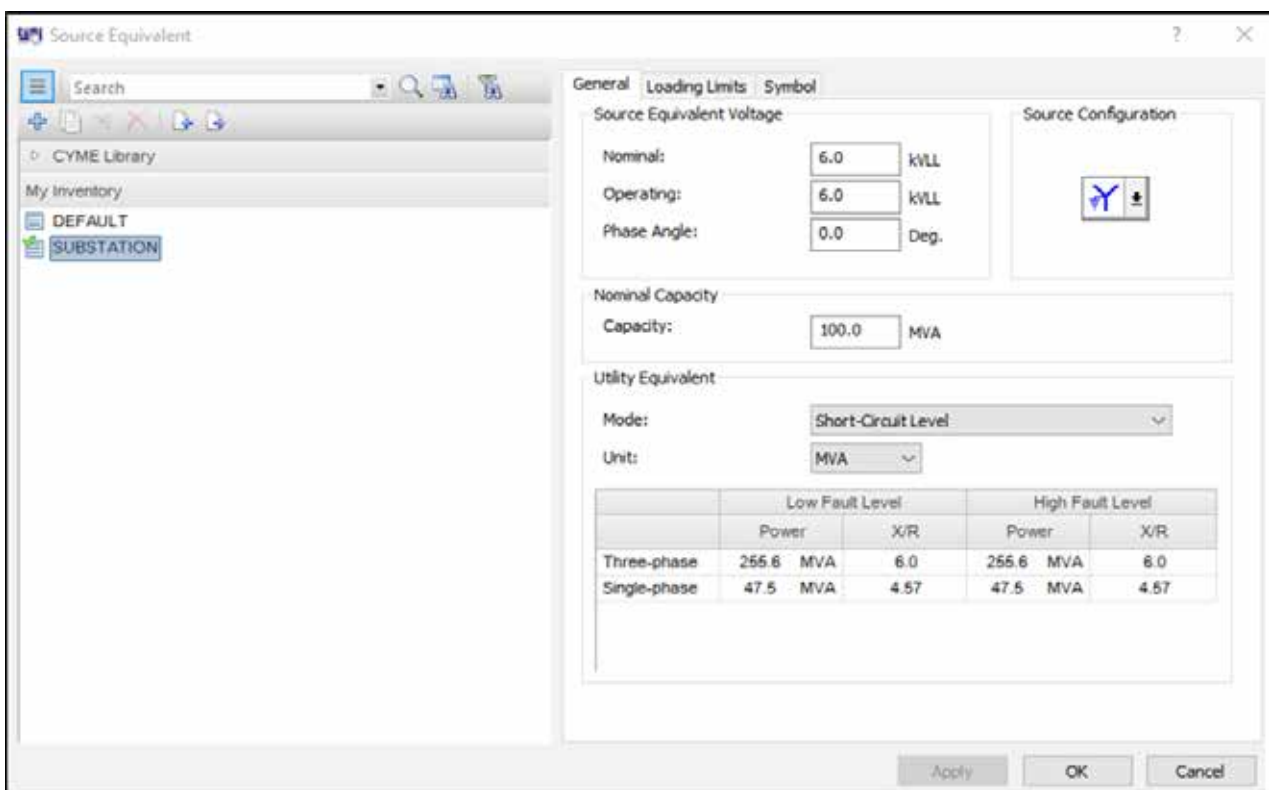 Source Equivalent
?
Search
CYME Library
My Inventory
DEFAULT
SUBSTATION
General Loading Limits Symbol
Source Equivalent Voltage
Nominal: 6.0 kVLL
Operating: 6.0 kVLL
Phase Angle: 0.0 Deg.
Source Configuration
Nominal Capacity
Capacity: 100.0 MVA
Utility Equivalent
Mode: Short-Circuit Level
Unit: MVA
Low Fault Level High Fault Level
Power X/R Power X/R
Three-phase 255.6 MVA 6.0 255.6 MVA 6.0
Single-phase 47.5 MVA 4.57 47.5 MVA 4.57
Apply OK Cancel